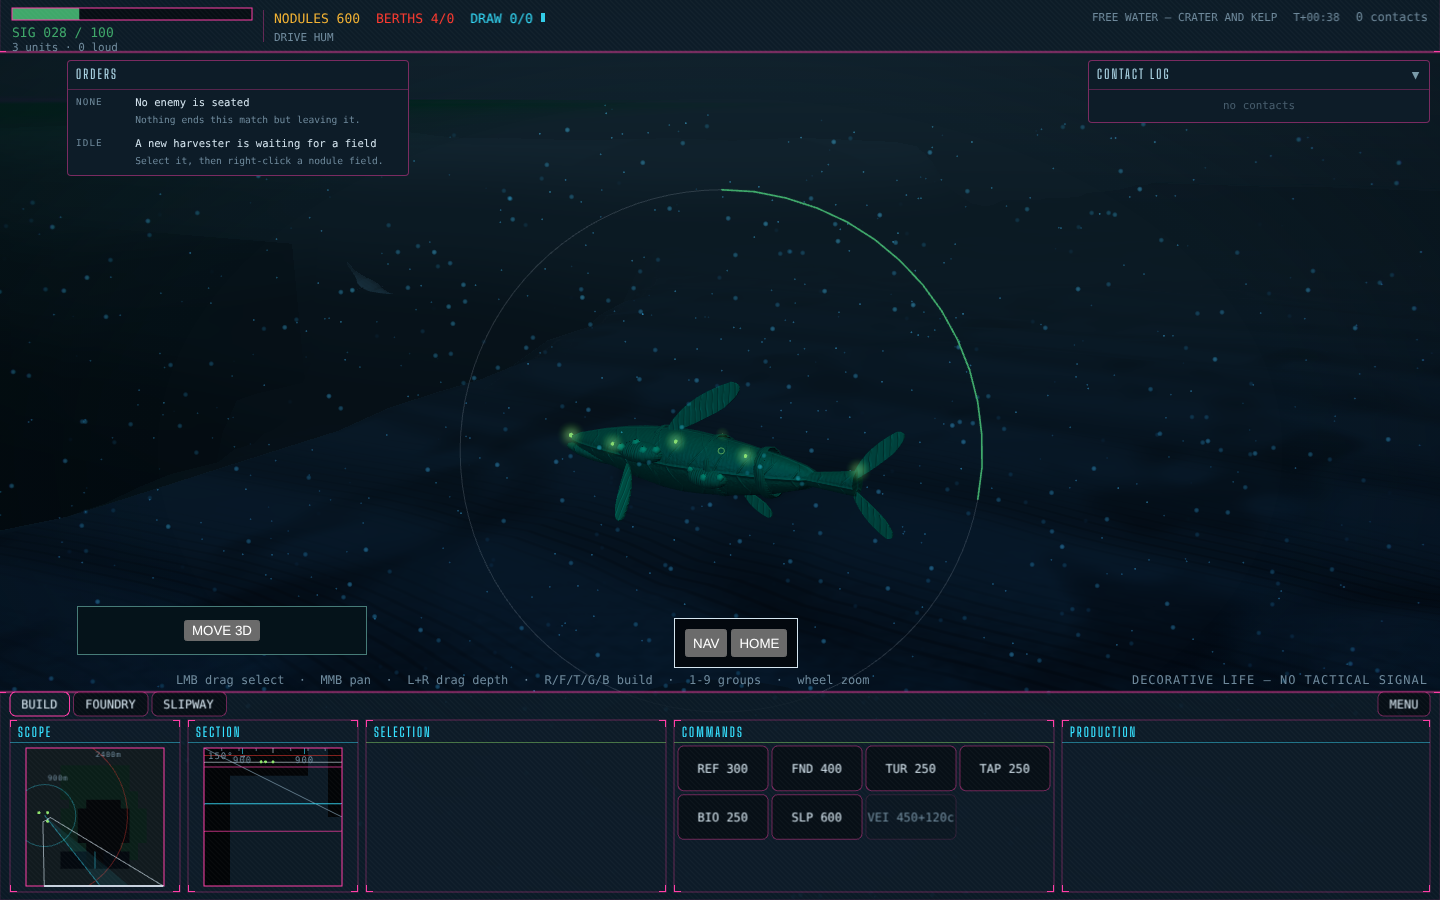 SIG 028 / 100
3 units · 0 loud
NODULES 600 BERTHS 4/0 DRAW 0/0
DRIVE HUM
FREE WATER — CRATER AND KELP T+00:38 0 contacts
ORDERS
NONE No enemy is seated
Nothing ends this match but leaving it.
IDLE A new harvester is waiting for a field
Select it, then right-click a nodule field.
CONTACT LOG ▼
no contacts
MOVE 3D
NAV HOME
LMB drag select · MMB pan · L+R drag depth · R/F/T/G/B build · 1-9 groups · wheel zoom
DECORATIVE LIFE — NO TACTICAL SIGNAL
BUILD FOUNDRY SLIPWAY MENU
SCOPE
2400m
900m
SECTION
150° 900 900
SELECTION
COMMANDS
REF 300 FND 400 TUR 250 TAP 250
BIO 250 SLP 600 VEI 450+120c
PRODUCTION